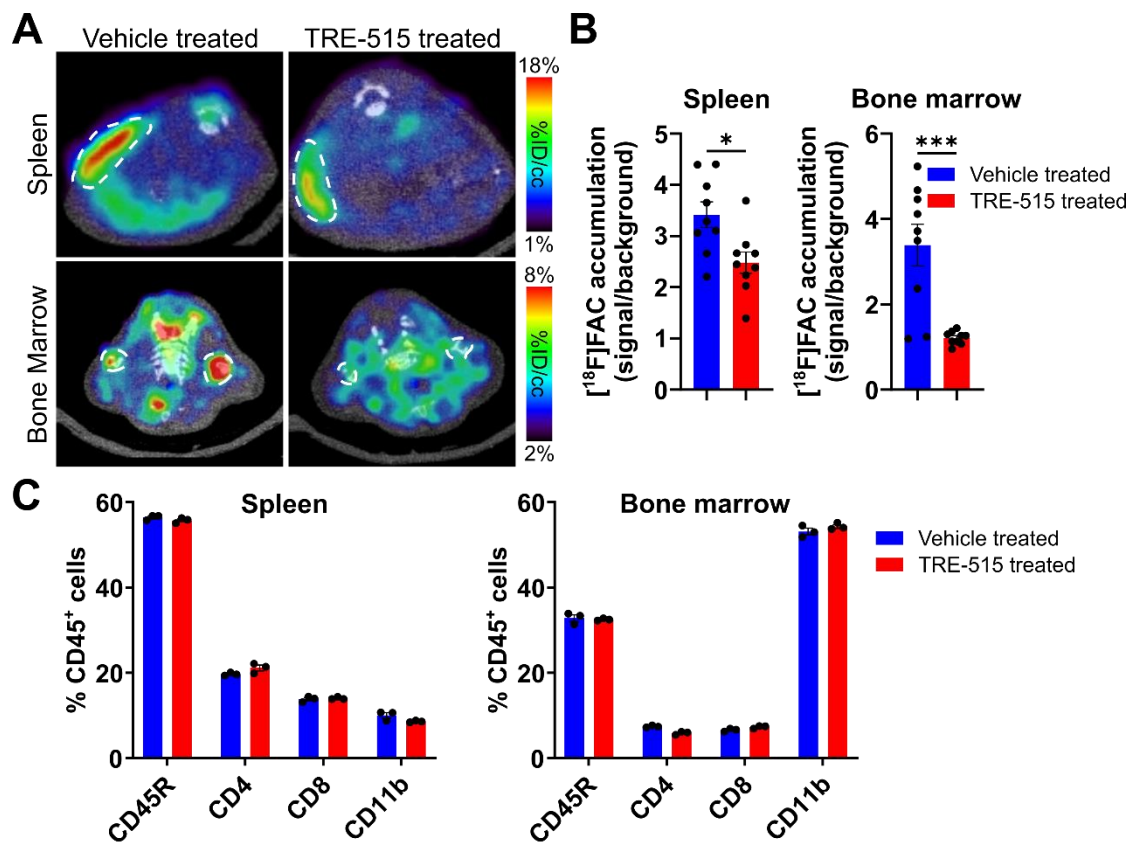 A
Vehicle treated
TRE-515 treated
Spleen
18%
%ID/cc
1%
Bone Marrow
8%
%ID/cc
2%
B
Spleen
[¹⁸F]FAC accumulation
(signal/background)
5
4
3
2
1
0
*
Bone marrow
[¹⁸F]FAC accumulation
(signal/background)
6
4
2
0
***
Vehicle treated
TRE-515 treated
C
Spleen
% CD45⁺ cells
60
40
20
0
CD45R
CD4
CD8
CD11b
Bone marrow
% CD45⁺ cells
60
40
20
0
CD45R
CD4
CD8
CD11b
Vehicle treated
TRE-515 treated